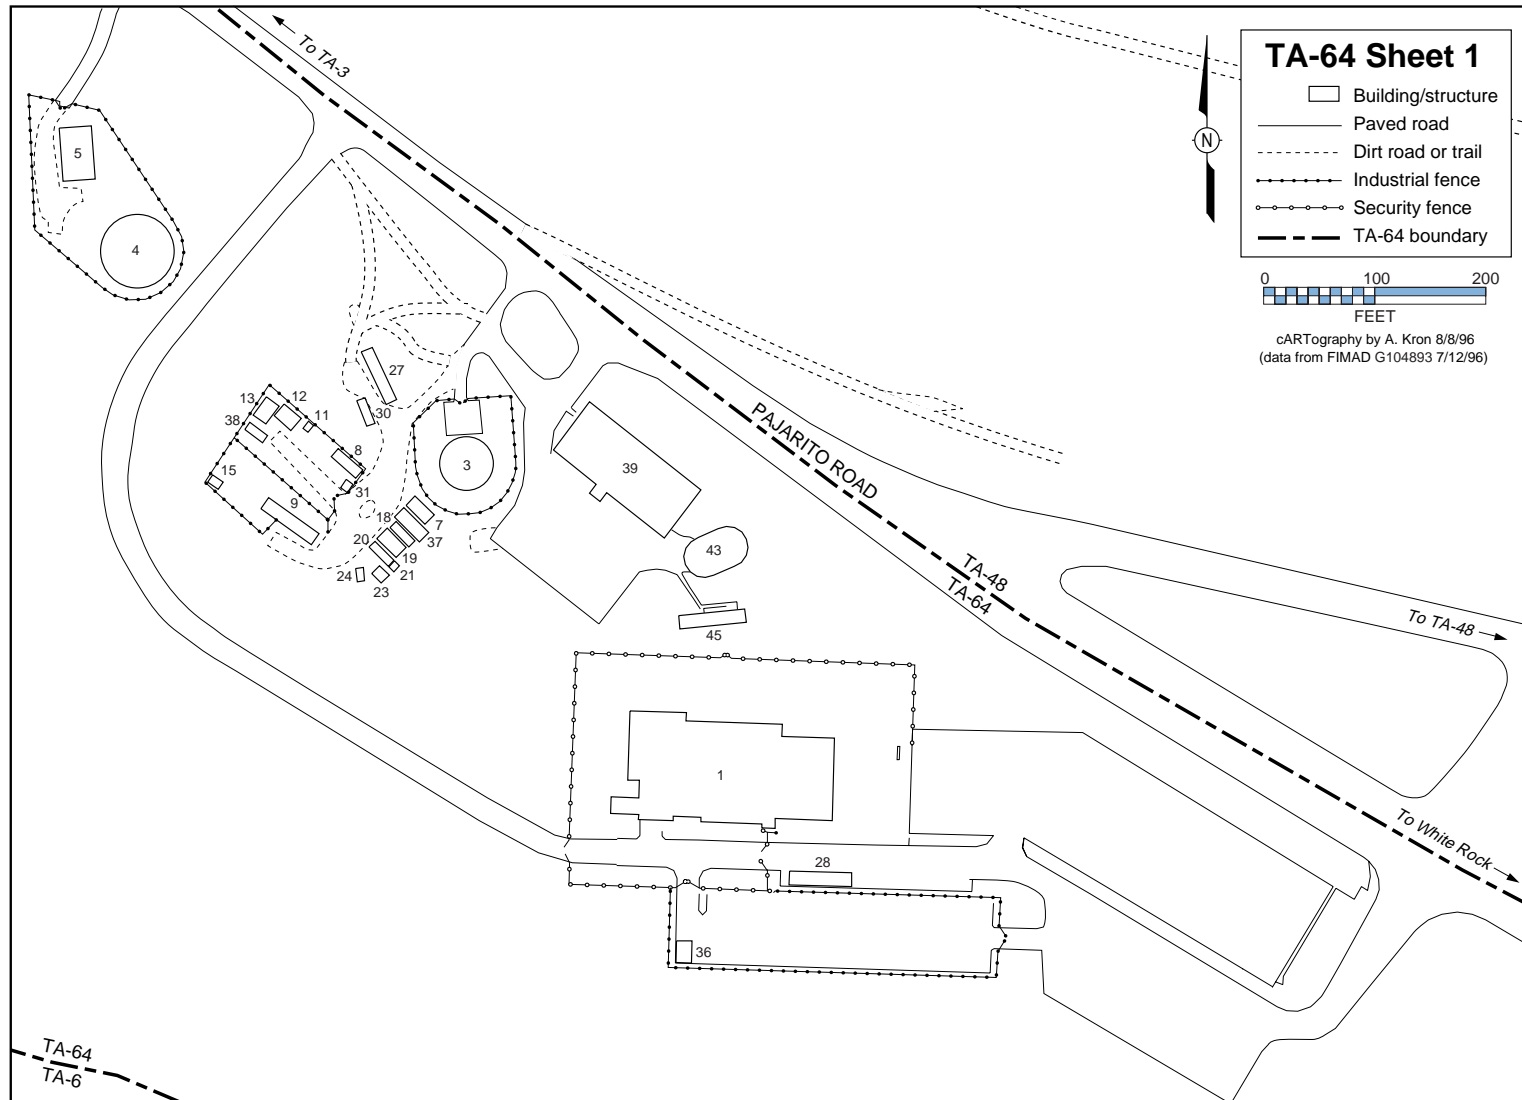 To TA-3
TA-64 Sheet 1
Building/structure
Paved road
Dirt road or trail
Industrial fence
Security fence
TA-64 boundary
N
0 100 200
FEET
cARTography by A. Kron 8/8/96
(data from FIMAD G104893 7/12/96)
5
4
27
30
13
12
11
38
8
15
31
9
3
39
PAJARITO ROAD
18
7
37
20
19
21
24
23
43
45
TA-48
TA-64
To TA-48
1
To White Rock
28
36
TA-64
TA-6